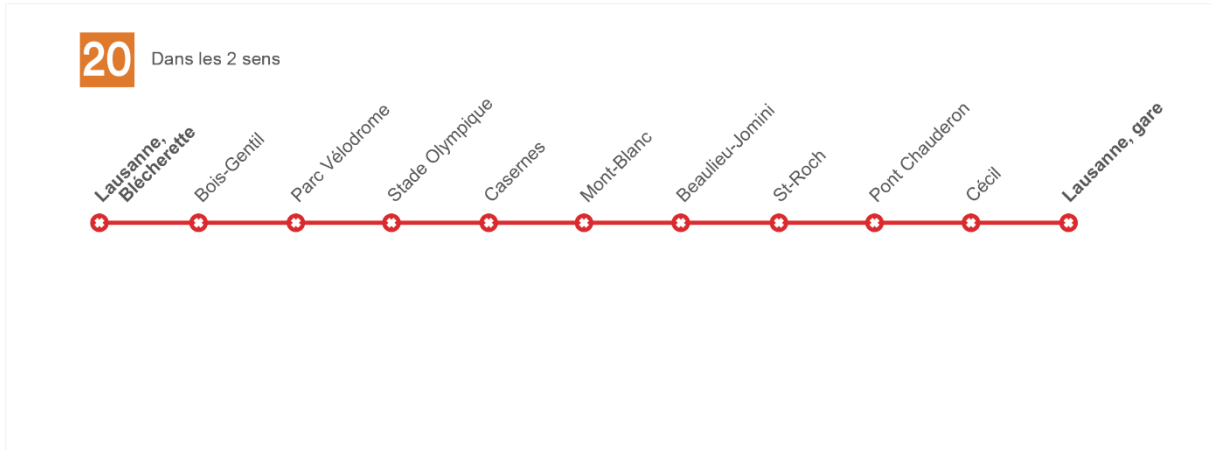 20
Dans les 2 sens
Lausanne,
Blécherette
Bois-Gentil
Parc Vélodrome
Stade Olympique
Casernes
Mont-Blanc
Beaulieu-Jomini
St-Roch
Pont Chauderon
Cécil
Lausanne, gare